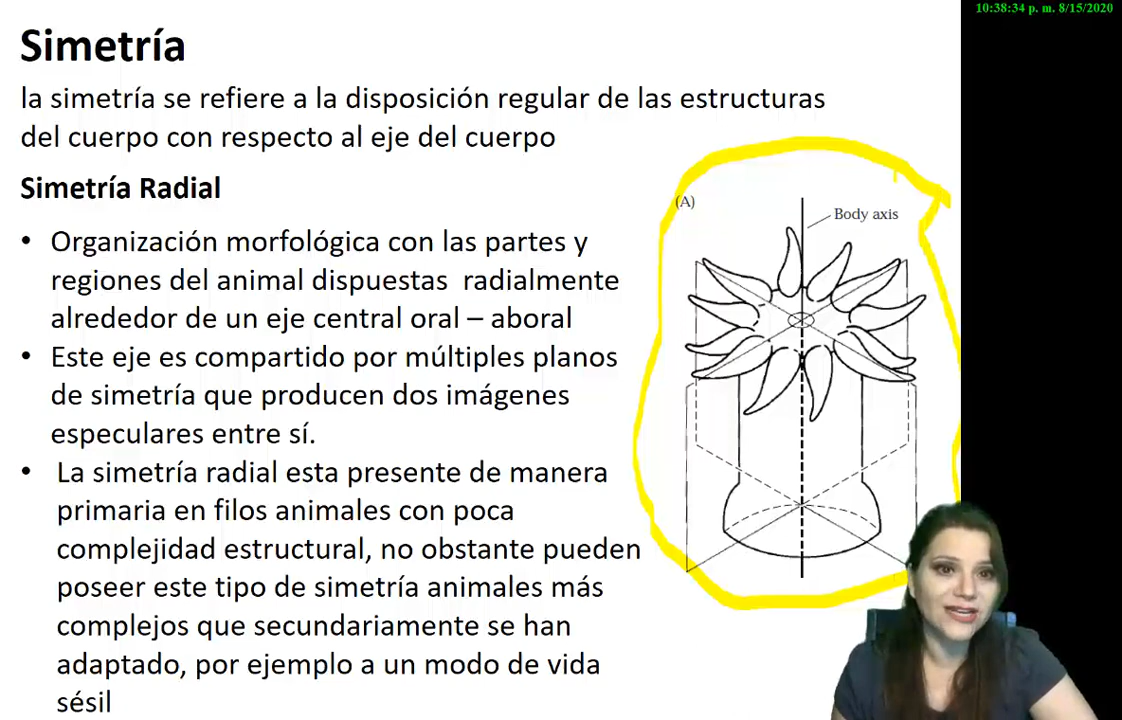 10:38:34 p. m. 8/15/2020
Simetría
la simetría se refiere a la disposición regular de las estructuras
del cuerpo con respecto al eje del cuerpo
Simetría Radial
• Organización morfológica con las partes y
regiones del animal dispuestas radialmente
alrededor de un eje central oral – aboral
• Este eje es compartido por múltiples planos
de simetría que producen dos imágenes
especulares entre sí.
• La simetría radial esta presente de manera
primaria en filos animales con poca
complejidad estructural, no obstante pueden
poseer este tipo de simetría animales más
complejos que secundariamente se han
adaptado, por ejemplo a un modo de vida
sésil
(A)
Body axis